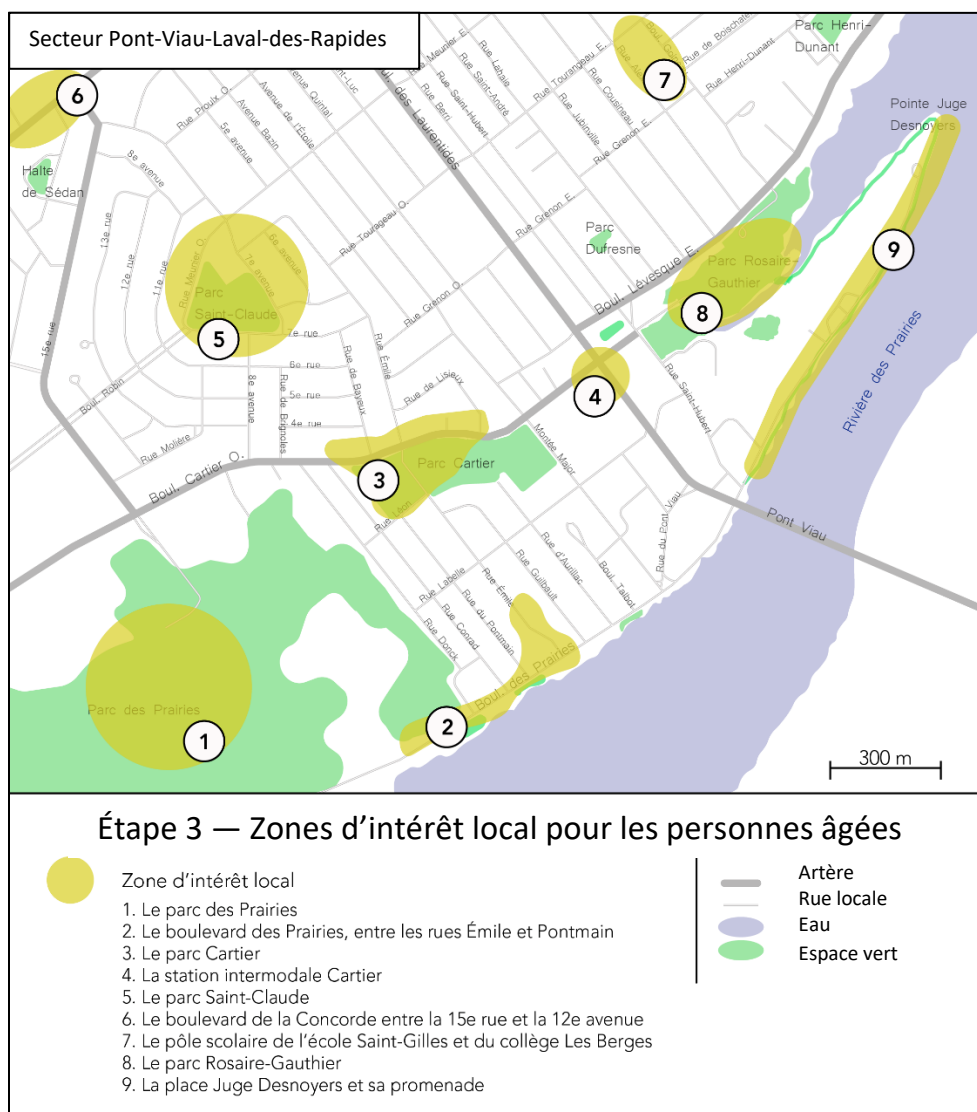 Secteur Pont-Viau-Laval-des-Rapides
Parc Henri-
Dunant
Rue Meunier E.
Rue Lahaie
Rue Saint-André
Rue Saint-Hubert
Rue Berri
Boul. des Laurentides
Rue Tourangeau E.
Rue de Boischatel
Rue Henri-Dunant
Rue Cousineau
Rue Jubinville
Rue Grenon E.
7
6
Rue Proulx O.
Avenue Quintal
Avenue de l'Étoile
Avenue Bazin
5e avenue
8e avenue
Pointe Juge
Desnoyers
Halte
de Sédan
13e rue
12e rue
11e rue
15e rue
Rue Meunier O.
6e avenue
7e avenue
Rue Tourageau O.
Rue Grenon E.
Parc
Dufresne
Boul. Lévesque E.
Parc Rosaire-
Gauthier
9
8
Parc
Saint-Claude
5
Rue Grenon O.
7e rue
6e rue
5e rue
4e rue
8e avenue
Rue de Brignoles
Rue de Bayeux
Rue Émile
Rue de Lisieux
Boul. Robin
Rue Molière
Boul. Cartier O.
4
Rue Saint-Hubert
Rivière des Prairies
Parc Cartier
3
Montée Major
Rue Léon
Pont Viau
Rue du Pont Viau
Rue Labelle
Rue Émile
Rue Guilbault
Rue d'Aurillac
Boul. Talbot
Rue du Pontmain
Rue Conrad
Rue Donck
Boul. des Prairies
2
Parc des Prairies
1
300 m
Étape 3 — Zones d'intérêt local pour les personnes âgées
Zone d'intérêt local
1. Le parc des Prairies
2. Le boulevard des Prairies, entre les rues Émile et Pontmain
3. Le parc Cartier
4. La station intermodale Cartier
5. Le parc Saint-Claude
6. Le boulevard de la Concorde entre la 15e rue et la 12e avenue
7. Le pôle scolaire de l'école Saint-Gilles et du collège Les Berges
8. Le parc Rosaire-Gauthier
9. La place Juge Desnoyers et sa promenade
Artère
Rue locale
Eau
Espace vert